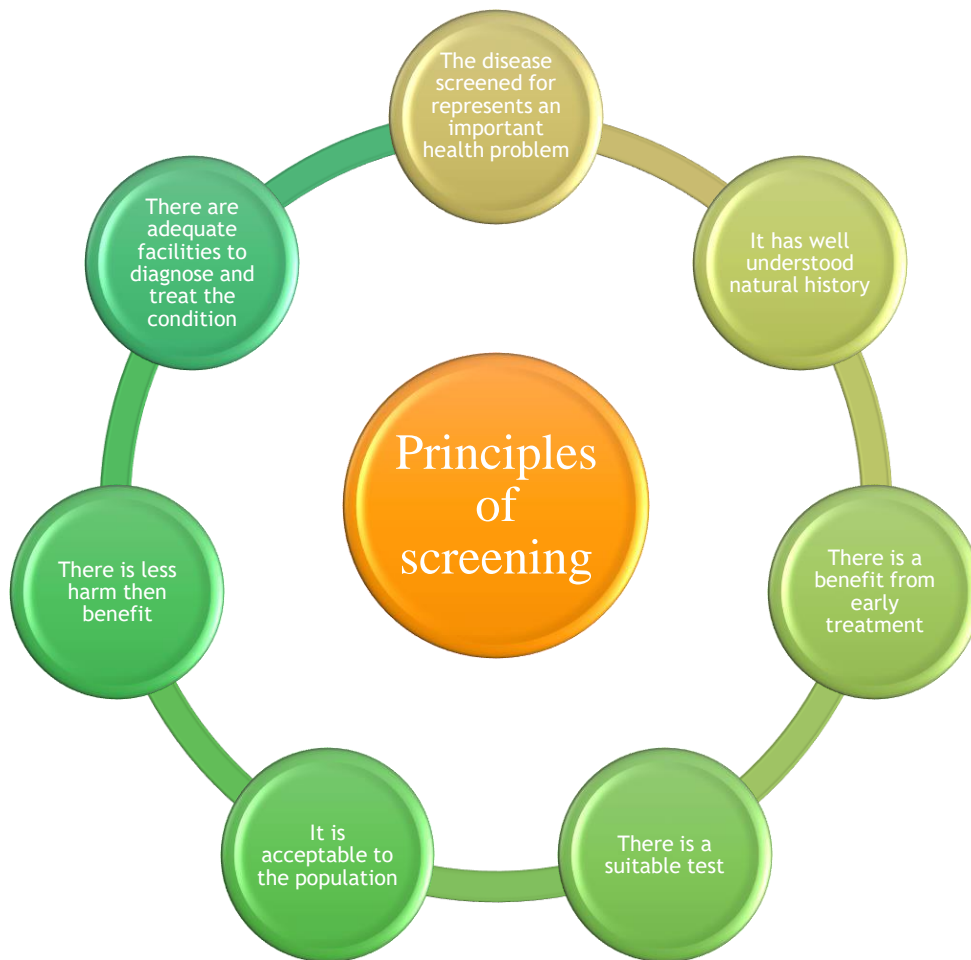 The disease
screened for
represents an
important
health problem
It has well
understood
natural history
There is a
benefit from
early
treatment
There is a
suitable test
It is
acceptable to
the population
There is less
harm then
benefit
There are
adequate
facilities to
diagnose and
treat the
condition
Principles
of
screening